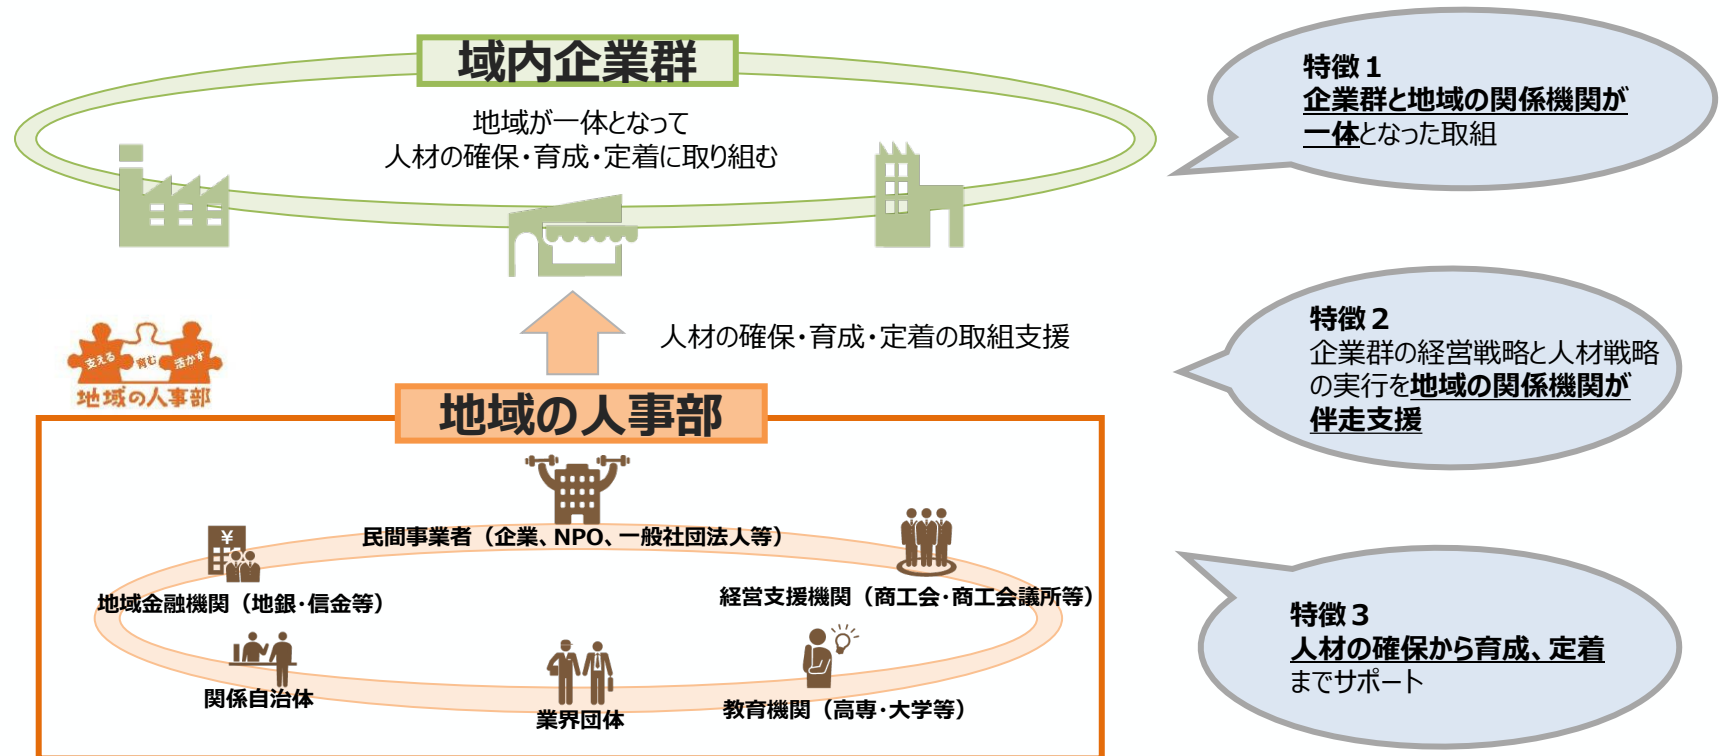 域内企業群
地域が一体となって
人材の確保・育成・定着に取り組む
特徴１
企業群と地域の関係機関が
一体となった取組
人材の確保・育成・定着の取組支援
特徴２
企業群の経営戦略と人材戦略
の実行を地域の関係機関が
伴走支援
支える
育む
活かす
地域の人事部
地域の人事部
民間事業者（企業、NPO、一般社団法人等）
¥
地域金融機関（地銀・信金等）
経営支援機関（商工会・商工会議所等）
関係自治体
業界団体
教育機関（高専・大学等）
特徴３
人材の確保から育成、定着
までサポート